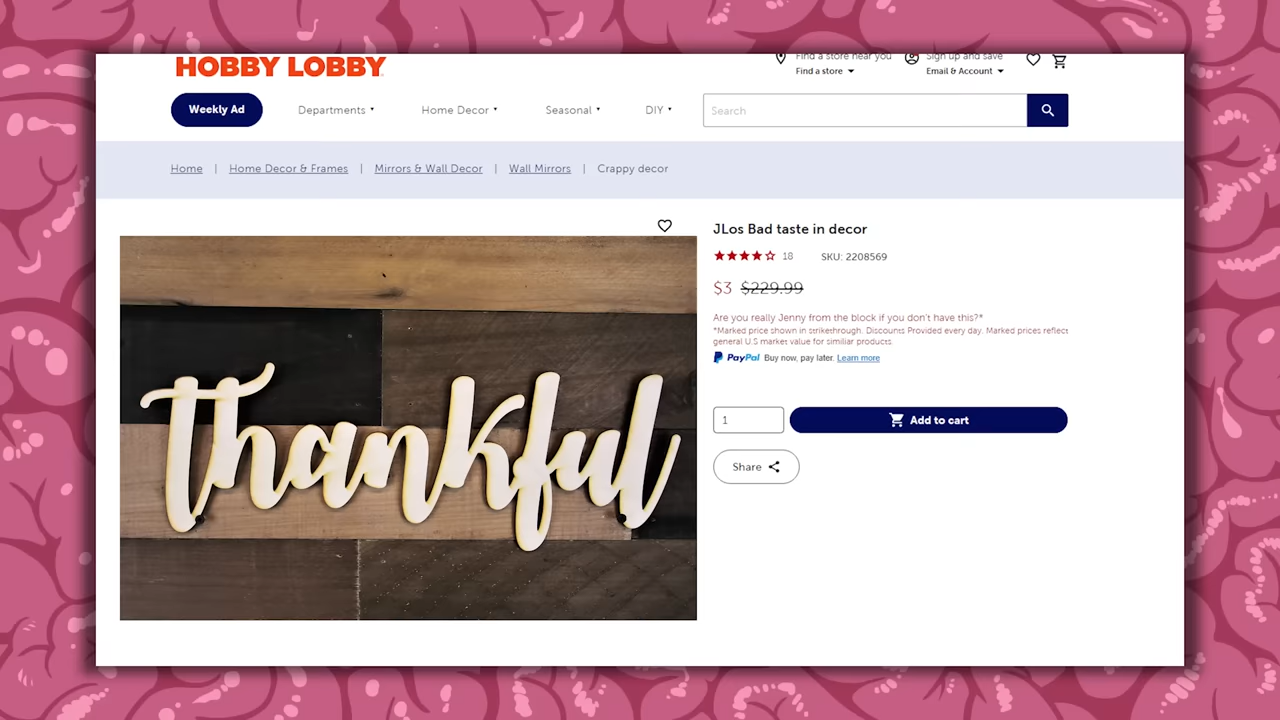 HOBBY LOBBY
Find a store near you
Sign up and save
Find a store
Email & Account
Weekly Ad
Departments
Home Decor
Seasonal
DIY
Search
Home | Home Decor & Frames | Mirrors & Wall Decor | Wall Mirrors | Crappy decor
JLos Bad taste in decor
18 SKU: 2208569
$3 $229.99
Are you really Jenny from the block if you don't have this?*
*Marked price shown in strikethrough. Discounts Provided every day. Marked prices reflect
general U.S market value for similiar products.
PayPal Buy now, pay later. Learn more
1
Add to cart
Share
Thankful